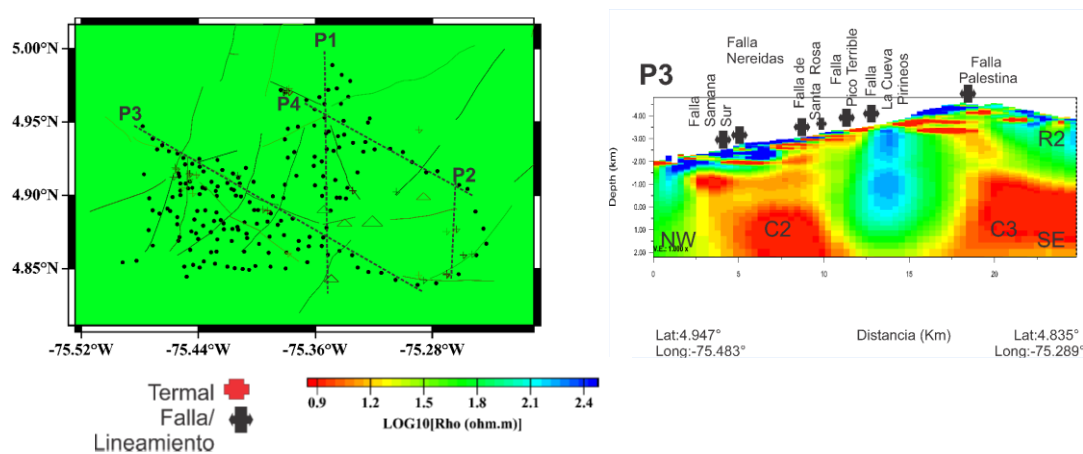 5.00°N
4.95°N
4.90°N
4.85°N
-75.52°W
-75.44°W
-75.36°W
-75.28°W
P1
P4
P3
P2
Termal
Falla/
Lineamiento
0.9
1.2
1.5
1.8
2.1
2.4
LOG10[Rho (ohm.m)]
P3
Falla
Samana
Sur
Falla
Nereidas
Falla de
Santa Rosa
Falla
Pico Terrible
Falla
La Cueva
Pirineos
Falla
Palestina
Depth (km)
-4.00
-3.00
-2.00
-1.00
0.00
1.00
2.00
R2
C2
C3
NW
SE
0
5
10
15
20
Lat:4.947°
Long:-75.483°
Distancia (Km)
Lat:4.835°
Long:-75.289°